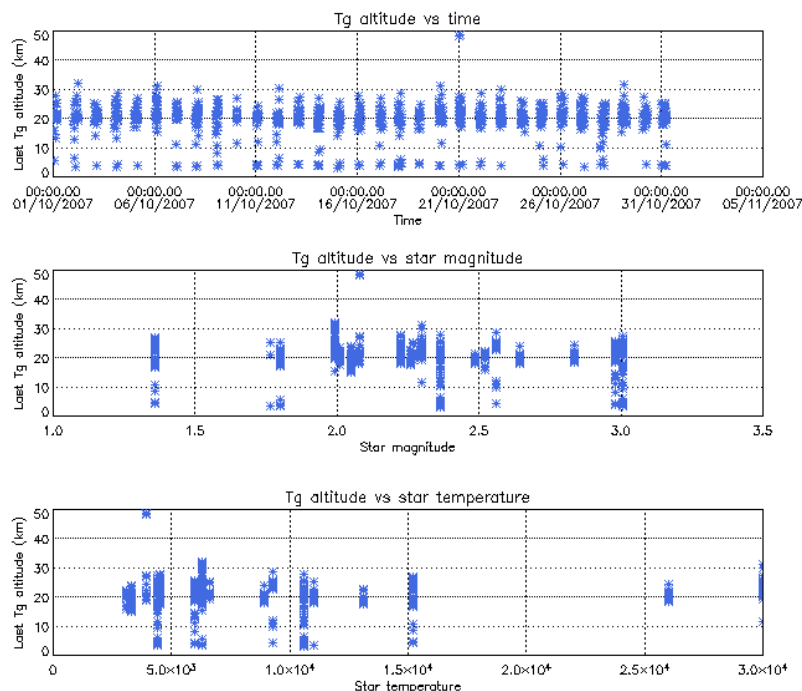 Tg altitude vs time
Last Tg altitude (km)
50
40
30
20
10
0
00:00.00 00:00.00 00:00.00 00:00.00 00:00.00 00:00.00 00:00.00 00:00.00
01/10/2007 06/10/2007 11/10/2007 16/10/2007 21/10/2007 26/10/2007 31/10/2007 05/11/2007
Time
Tg altitude vs star magnitude
Last Tg altitude (km)
50
40
30
20
10
0
1.0 1.5 2.0 2.5 3.0 3.5
Star magnitude
Tg altitude vs star temperature
Last Tg altitude (km)
50
40
30
20
10
0
0 5.0×10³ 1.0×10⁴ 1.5×10⁴ 2.0×10⁴ 2.5×10⁴ 3.0×10⁴
Star temperature